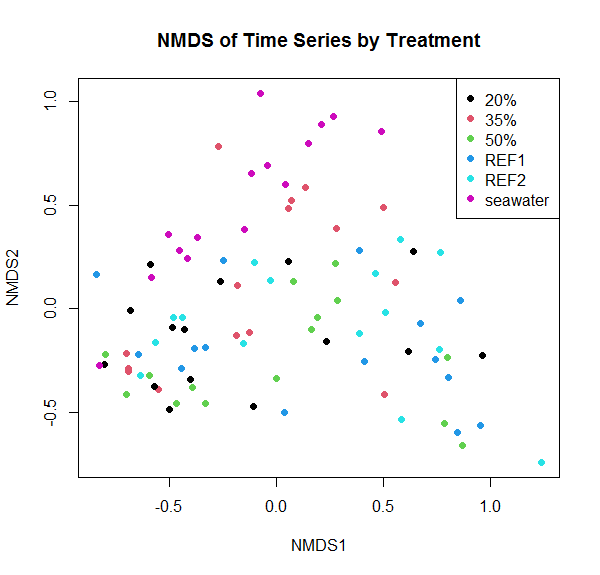 NMDS of Time Series by Treatment
20%
35%
50%
REF1
REF2
seawater
NMDS2
1.0
0.5
0.0
-0.5
-0.5 0.0 0.5 1.0
NMDS1